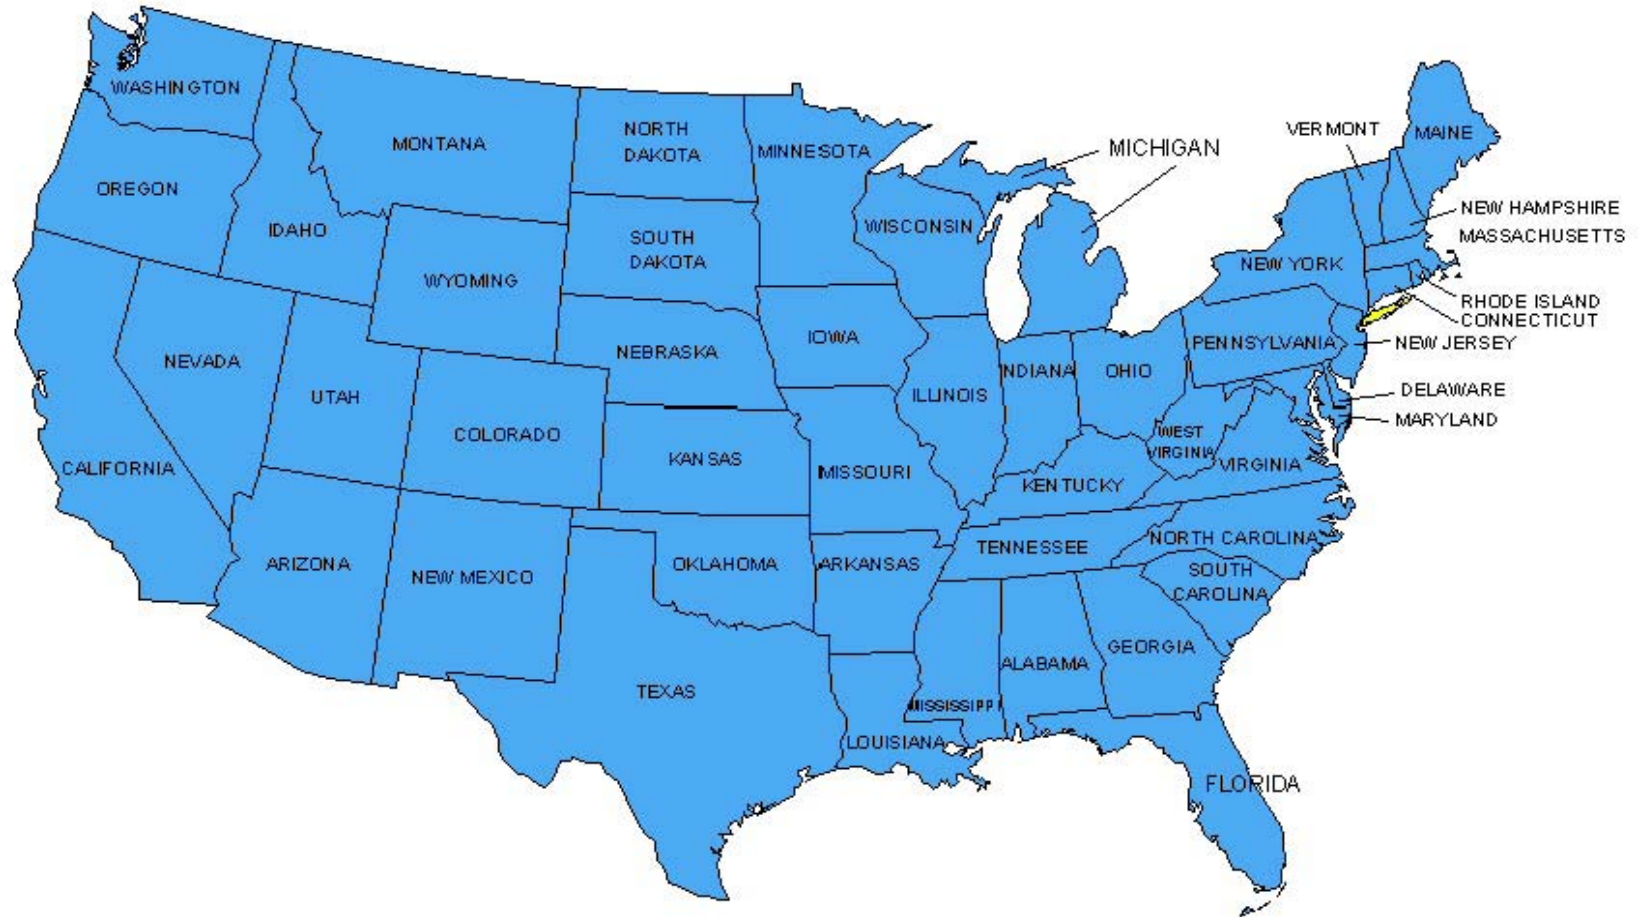 WASHINGTON
MONTANA
NORTH
DAKOTA
MINNESOTA
MICHIGAN
VERMONT
MAINE
OREGON
IDAHO
WISCONSIN
NEW HAMPSHIRE
MASSACHUSETTS
SOUTH
DAKOTA
NEW YORK
WYOMING
RHODE ISLAND
CONNECTICUT
IOWA
PENNSYLVANIA
NEW JERSEY
NEVADA
NEBRASKA
UTAH
ILLINOIS
NDIANA
OHIO
DELAWARE
MARYLAND
COLORADO
WEST
VIRGINIA
CALIFORNIA
KANSAS
MISSOURI
KENTUCKY
VIRGINIA
ARIZONA
NEW MEXICO
OKLAHOMA
ARKANSAS
TENNESSEE
NORTH CAROLINA
SOUTH
CAROLINA
TEXAS
ALABAMA
GEORGIA
MISSISSIPPI
LOUISIANA
FLORIDA